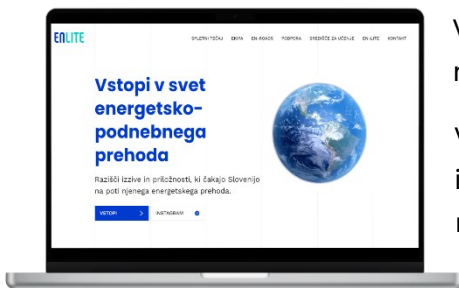 ENLITE
SPLETNI TEČAJ EKIPA EN-ROADS PODPORA SREDIŠČE ZA UČENJE EN-LITE KONTAKT
Vstopi v svet
energetsko-
podnebnega
prehoda
Razišči izzive in priložnosti, ki čakajo Slovenijo
na poti njenega energetskega prehoda.
VSTOPI > INSTAGRAM